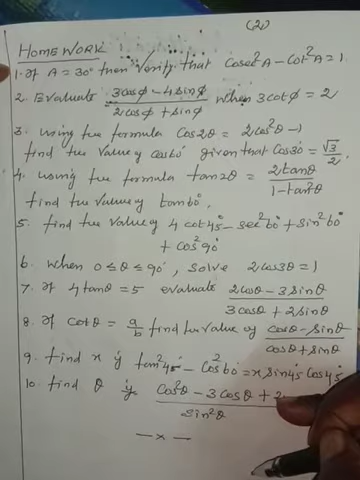 (2)
HOMEWORK
1. If A = 30° then verify that Cosec²A - Cot²A = 1.
2. Evaluate (3cosϕ - 4sinϕ)/(2cosϕ + sinϕ) when 3cotϕ = 2
3. Using the formula Cos2θ = 2cos²θ - 1
find the value of cos60° given that Cos30° = √3/2.
4. Using the formula tan2θ = 2tanθ/(1 - tan²θ)
find the value of tan60°.
5. find the value of 4 cot45° - sec²60° + sin²60°
+ cos²90°
6. When 0 ≤ θ ≤ 90°, solve 2cos3θ = 1
7. If 4tanθ = 5 evaluate (2cosθ - 3sinθ)/(3cosθ + 2sinθ)
8. If cotθ = a/b find the value of (cosθ - sinθ)/(cosθ + sinθ)
9. find x if tan²45° - Cos²60° = x sin45° Cos45°
10. find θ if (cos²θ - 3cosθ + 2)/sin²θ
—x—